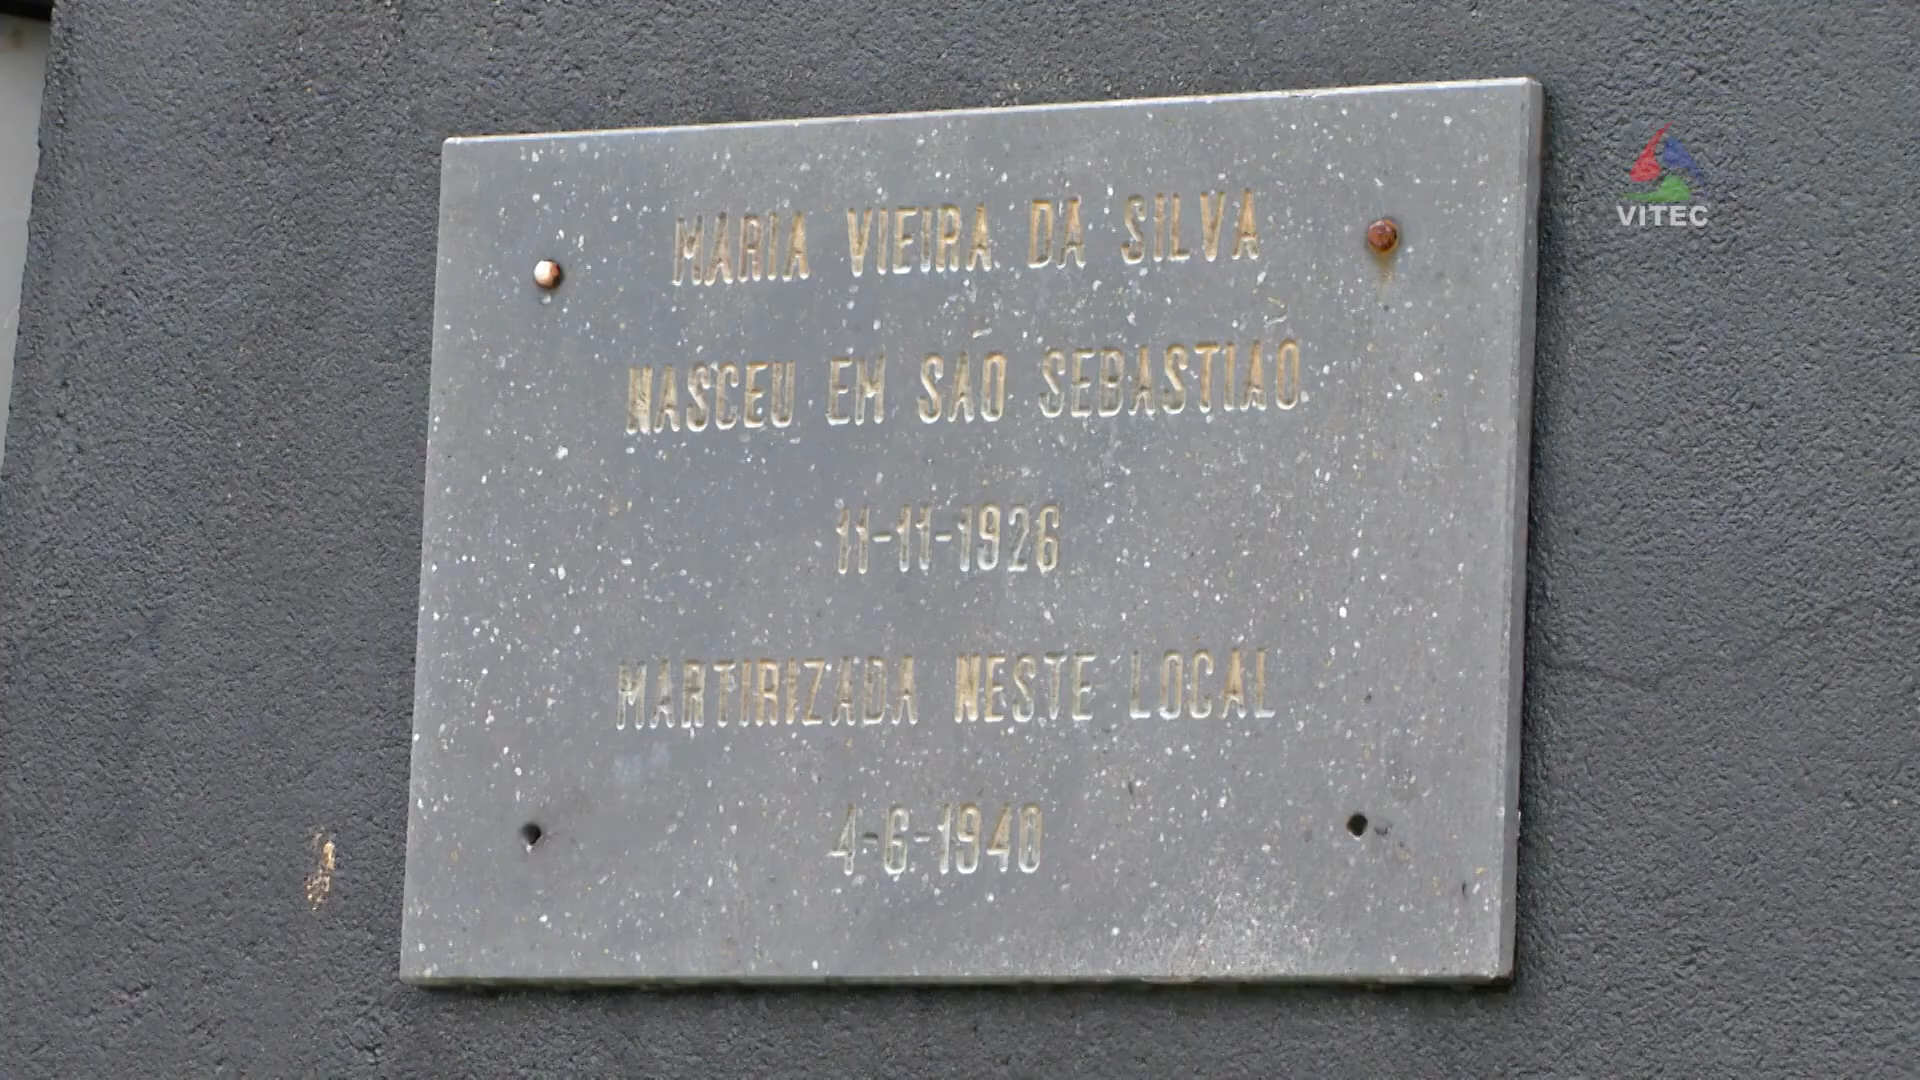 MARIA VIEIRA DA SILVA
VITEC
NASCEU EM SÃO SEBASTIÃO
11-11-1926
MARTIRIZADA NESTE LOCAL
4-6-1940